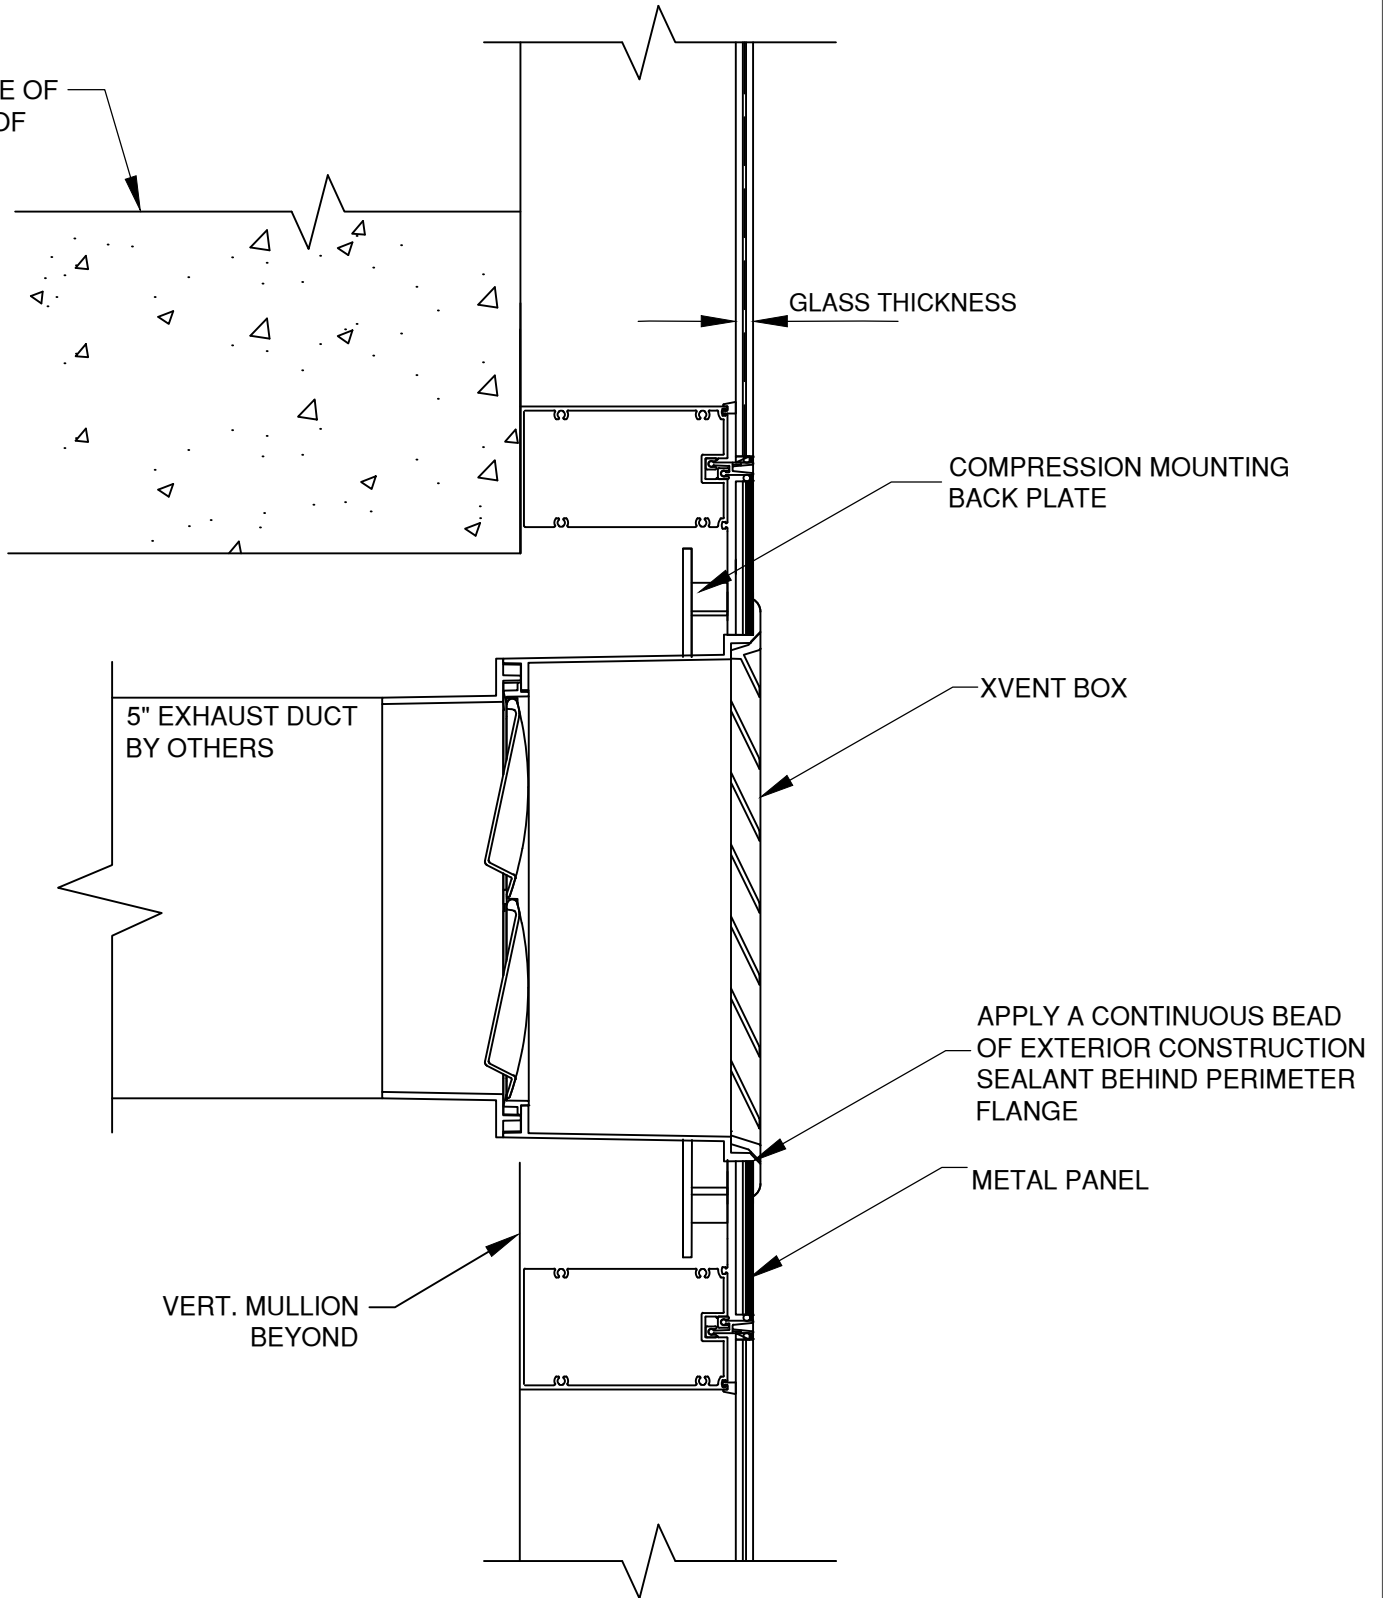 E OF
OF
GLASS THICKNESS
COMPRESSION MOUNTING
BACK PLATE
XVENT BOX
5" EXHAUST DUCT
BY OTHERS
APPLY A CONTINUOUS BEAD
OF EXTERIOR CONSTRUCTION
SEALANT BEHIND PERIMETER
FLANGE
METAL PANEL
VERT. MULLION
BEYOND